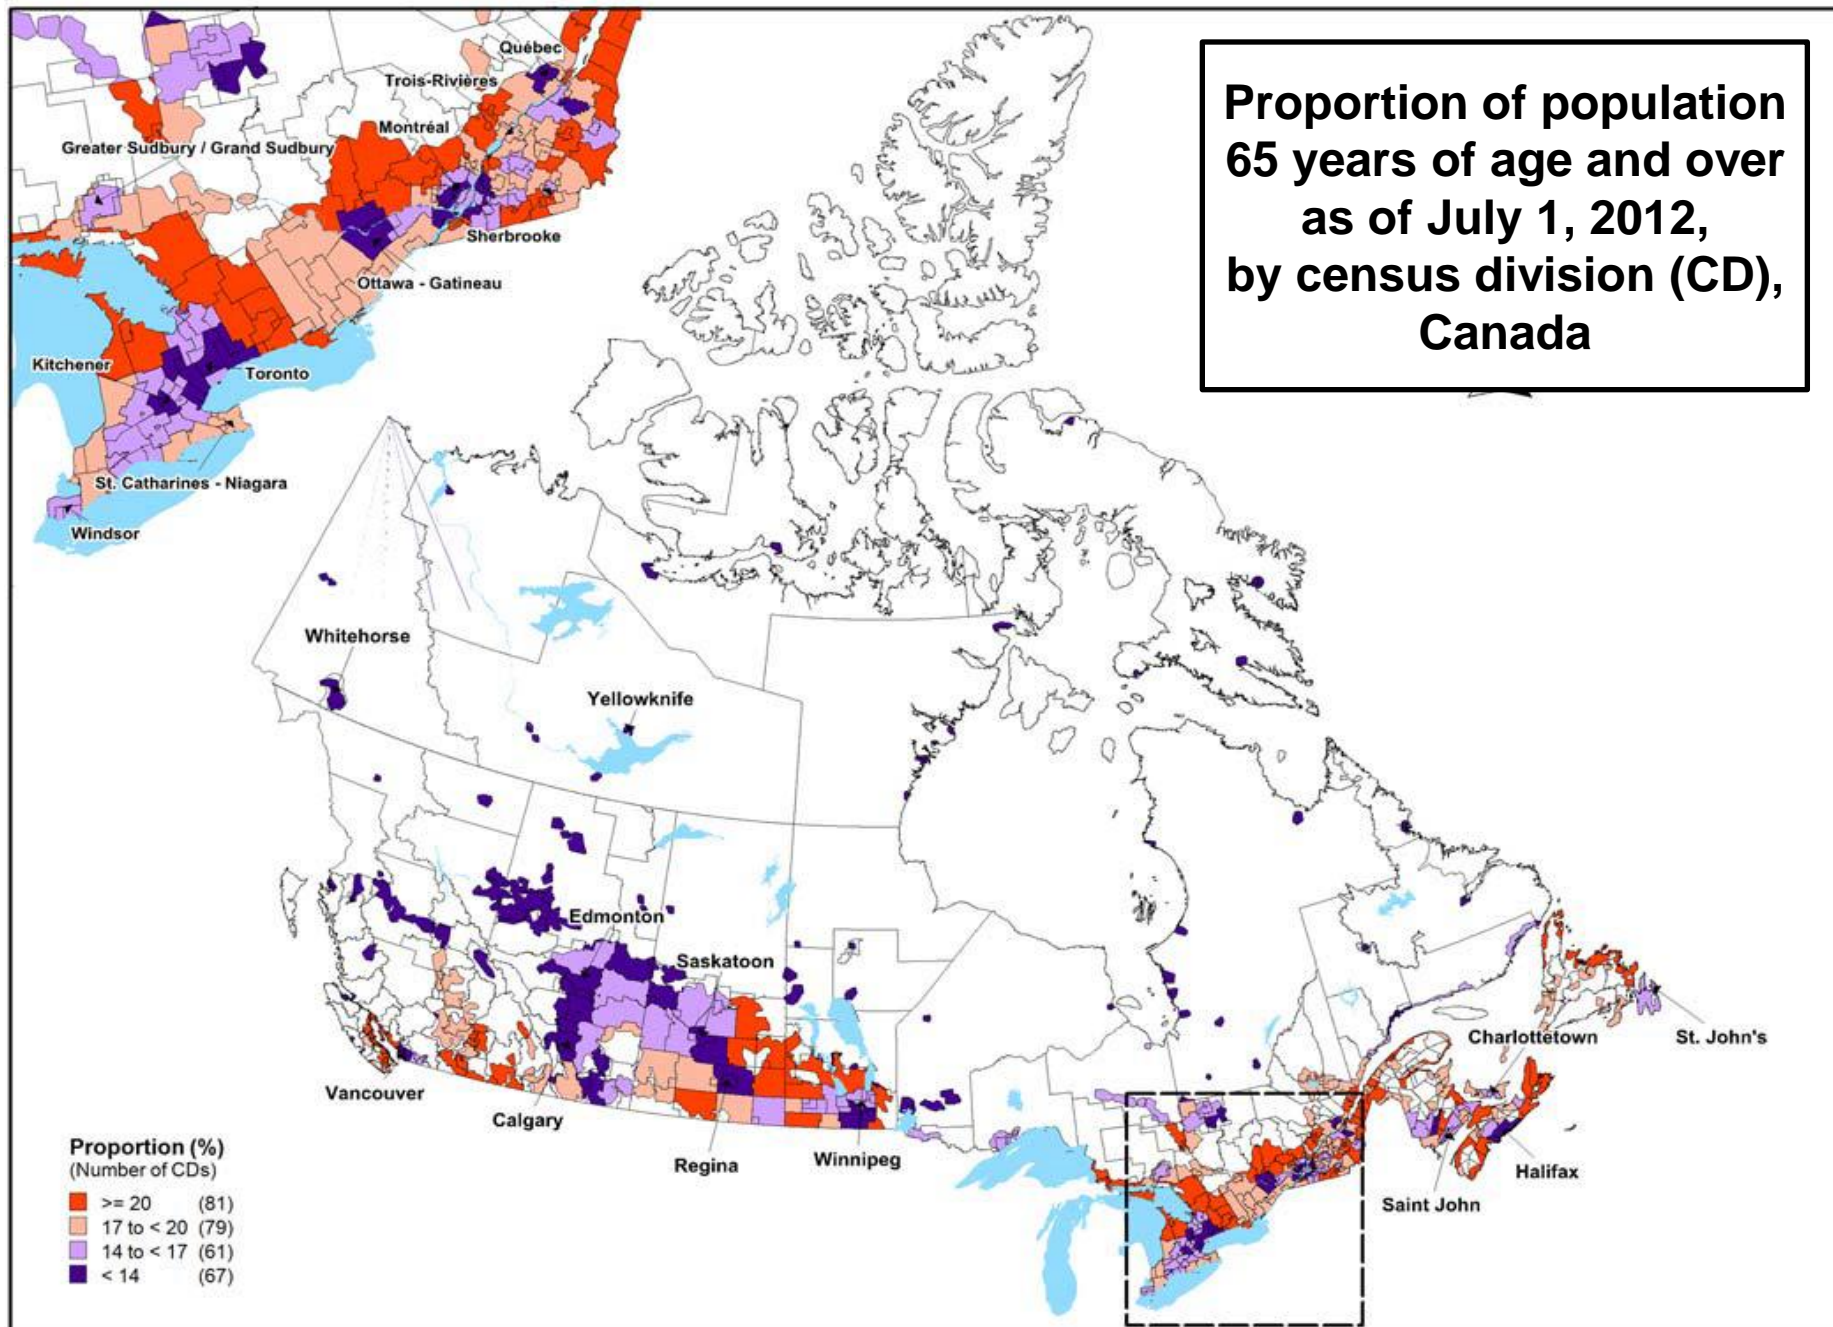 Proportion of population
65 years of age and over
as of July 1, 2012,
by census division (CD),
Canada
Québec
Trois-Rivières
Montréal
Greater Sudbury / Grand Sudbury
Sherbrooke
Ottawa - Gatineau
Kitchener
Toronto
St. Catharines - Niagara
Windsor
Whitehorse
Yellowknife
Edmonton
Saskatoon
Vancouver
Calgary
Regina
Winnipeg
Charlottetown
St. John's
Halifax
Saint John
Proportion (%)
(Number of CDs)
>= 20 (81)
17 to < 20 (79)
14 to < 17 (61)
< 14 (67)